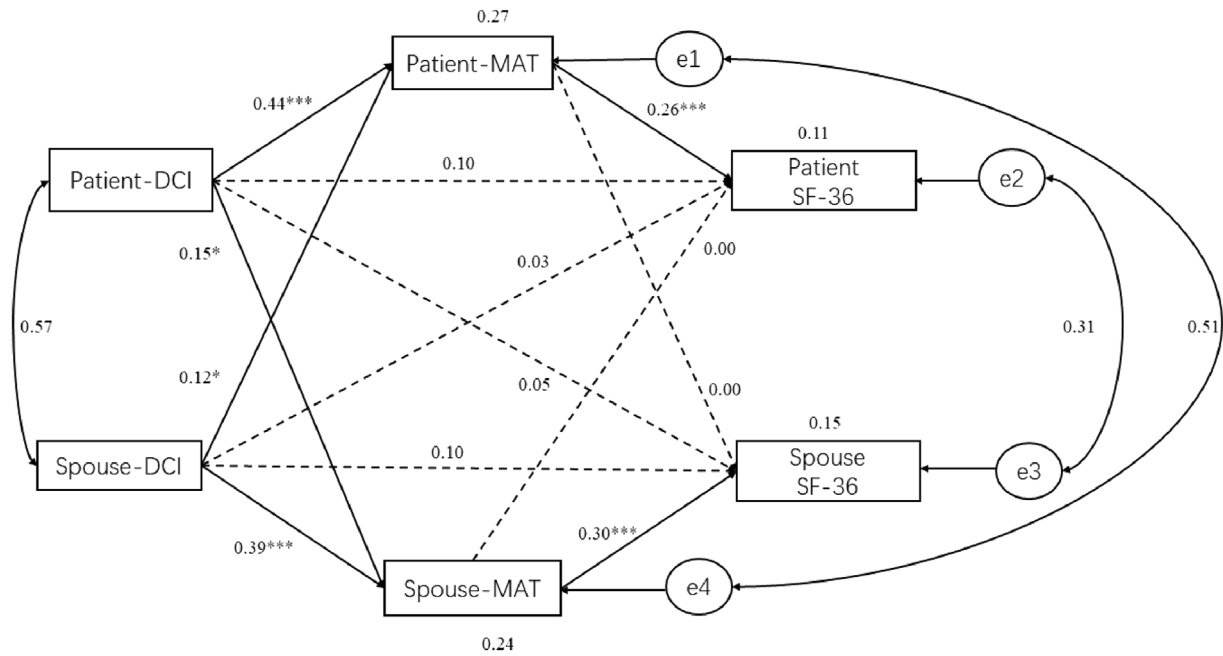 0.27
Patient-MAT
e1
0.44***
0.26***
0.11
Patient-DCI
0.10
Patient
SF-36
e2
0.15*
0.03
0.00
0.57
0.31
0.51
0.12*
0.05
0.00
0.15
Spouse-DCI
0.10
Spouse
SF-36
e3
0.39***
0.30***
Spouse-MAT
e4
0.24